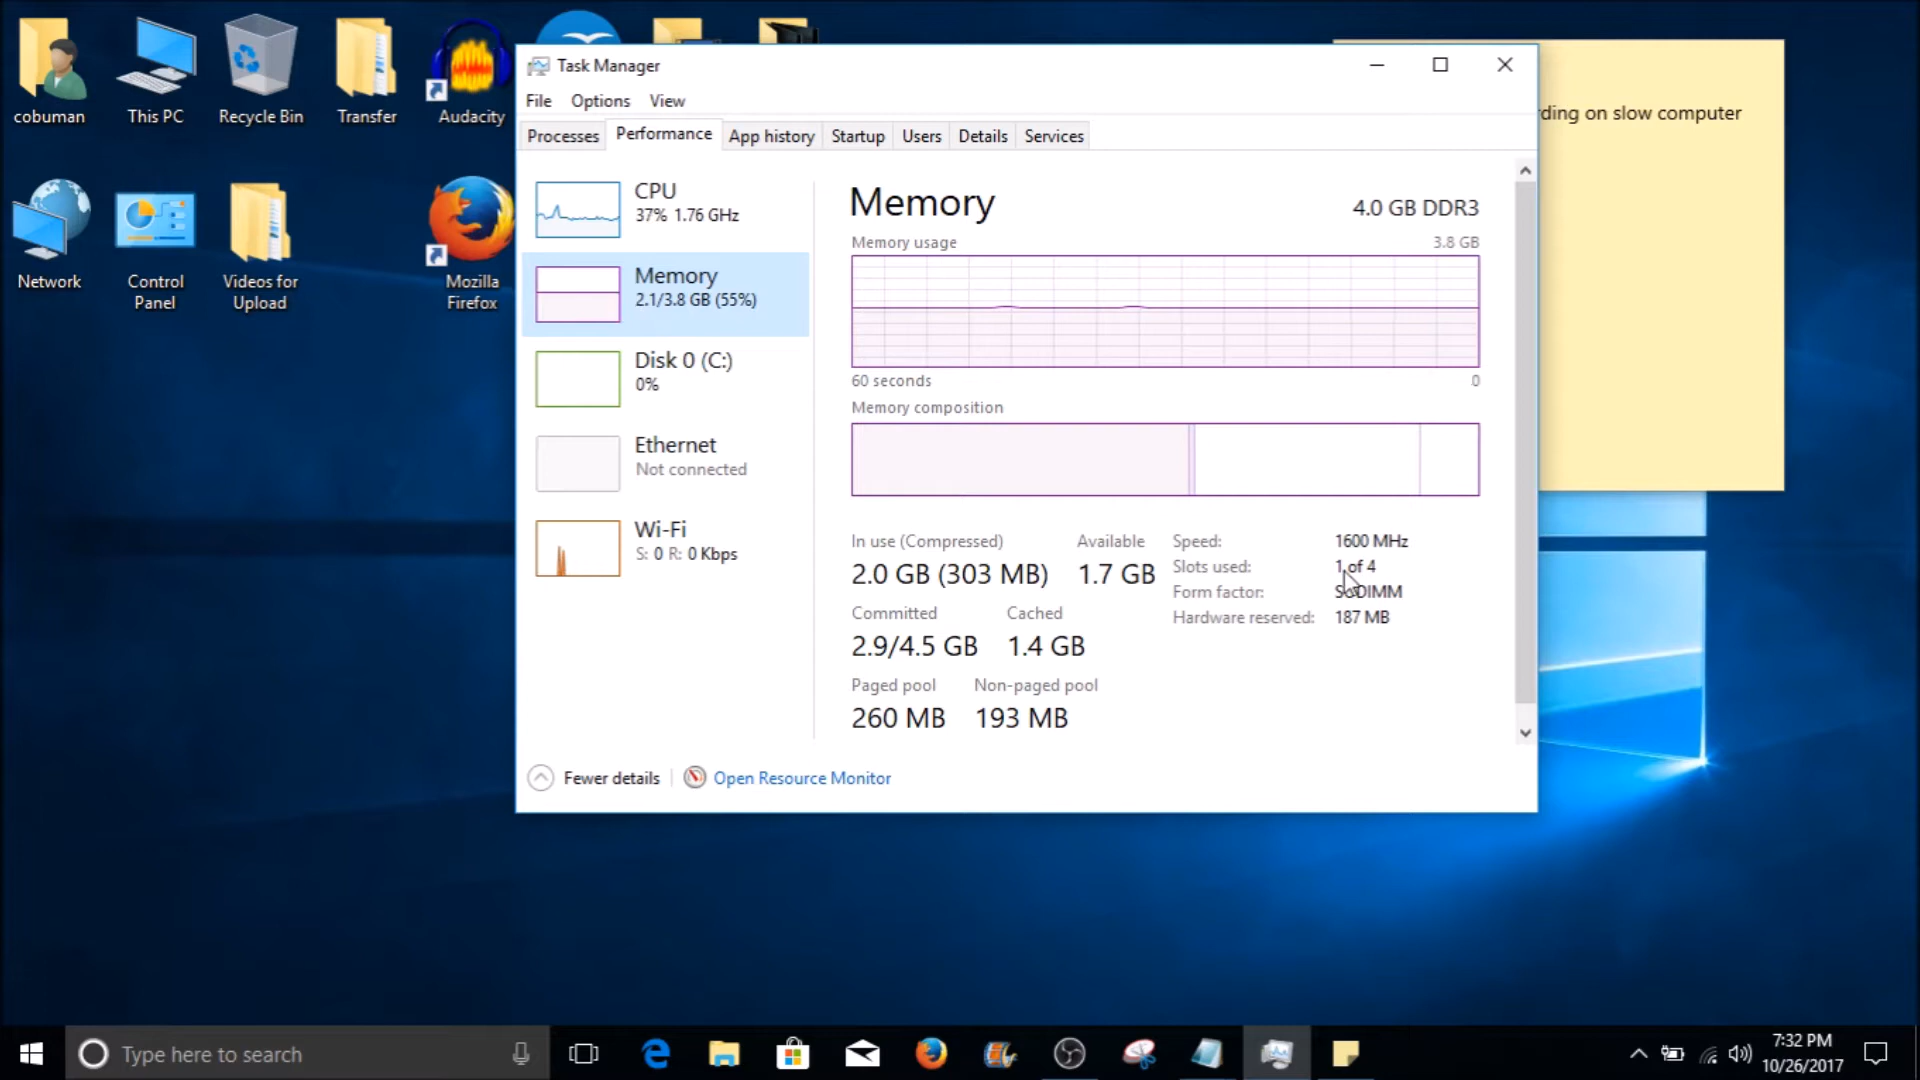 cobuman
This PC
Recycle Bin
Transfer
Audacity
Network
Control
Panel
Videos for
Upload
Mozilla
Firefox
Task Manager
File Options View
Processes Performance App history Startup Users Details Services
CPU
37% 1.76 GHz
Memory
2.1/3.8 GB (55%)
Disk 0 (C:)
0%
Ethernet
Not connected
Wi-Fi
S: 0 R: 0 Kbps
Memory 4.0 GB DDR3
Memory usage 3.8 GB
60 seconds 0
Memory composition
In use (Compressed) Available
2.0 GB (303 MB) 1.7 GB
Committed Cached
2.9/4.5 GB 1.4 GB
Paged pool Non-paged pool
260 MB 193 MB
Speed: 1600 MHz
Slots used: 1 of 4
Form factor: SODIMM
Hardware reserved: 187 MB
Fewer details Open Resource Monitor
on slow computer
Type here to search
7:32 PM
10/26/2017